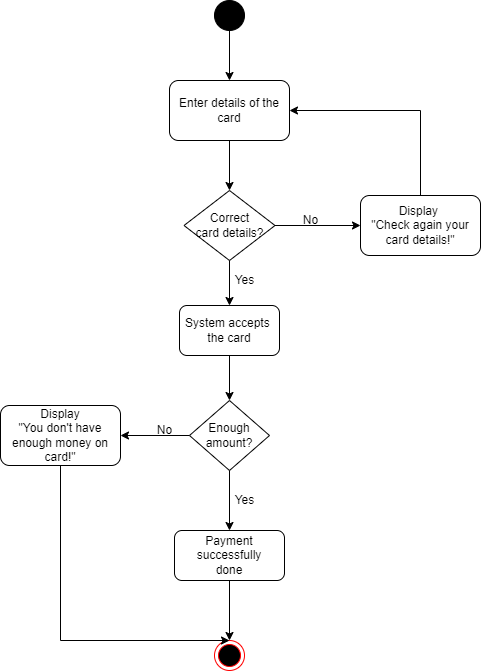 Enter details of the
card
Correct
card details?
No
Display
"Check again your
card details!"
Yes
System accepts
the card
Enough
amount?
No
Display
"You don't have
enough money on
card!"
Yes
Payment
successfully
done